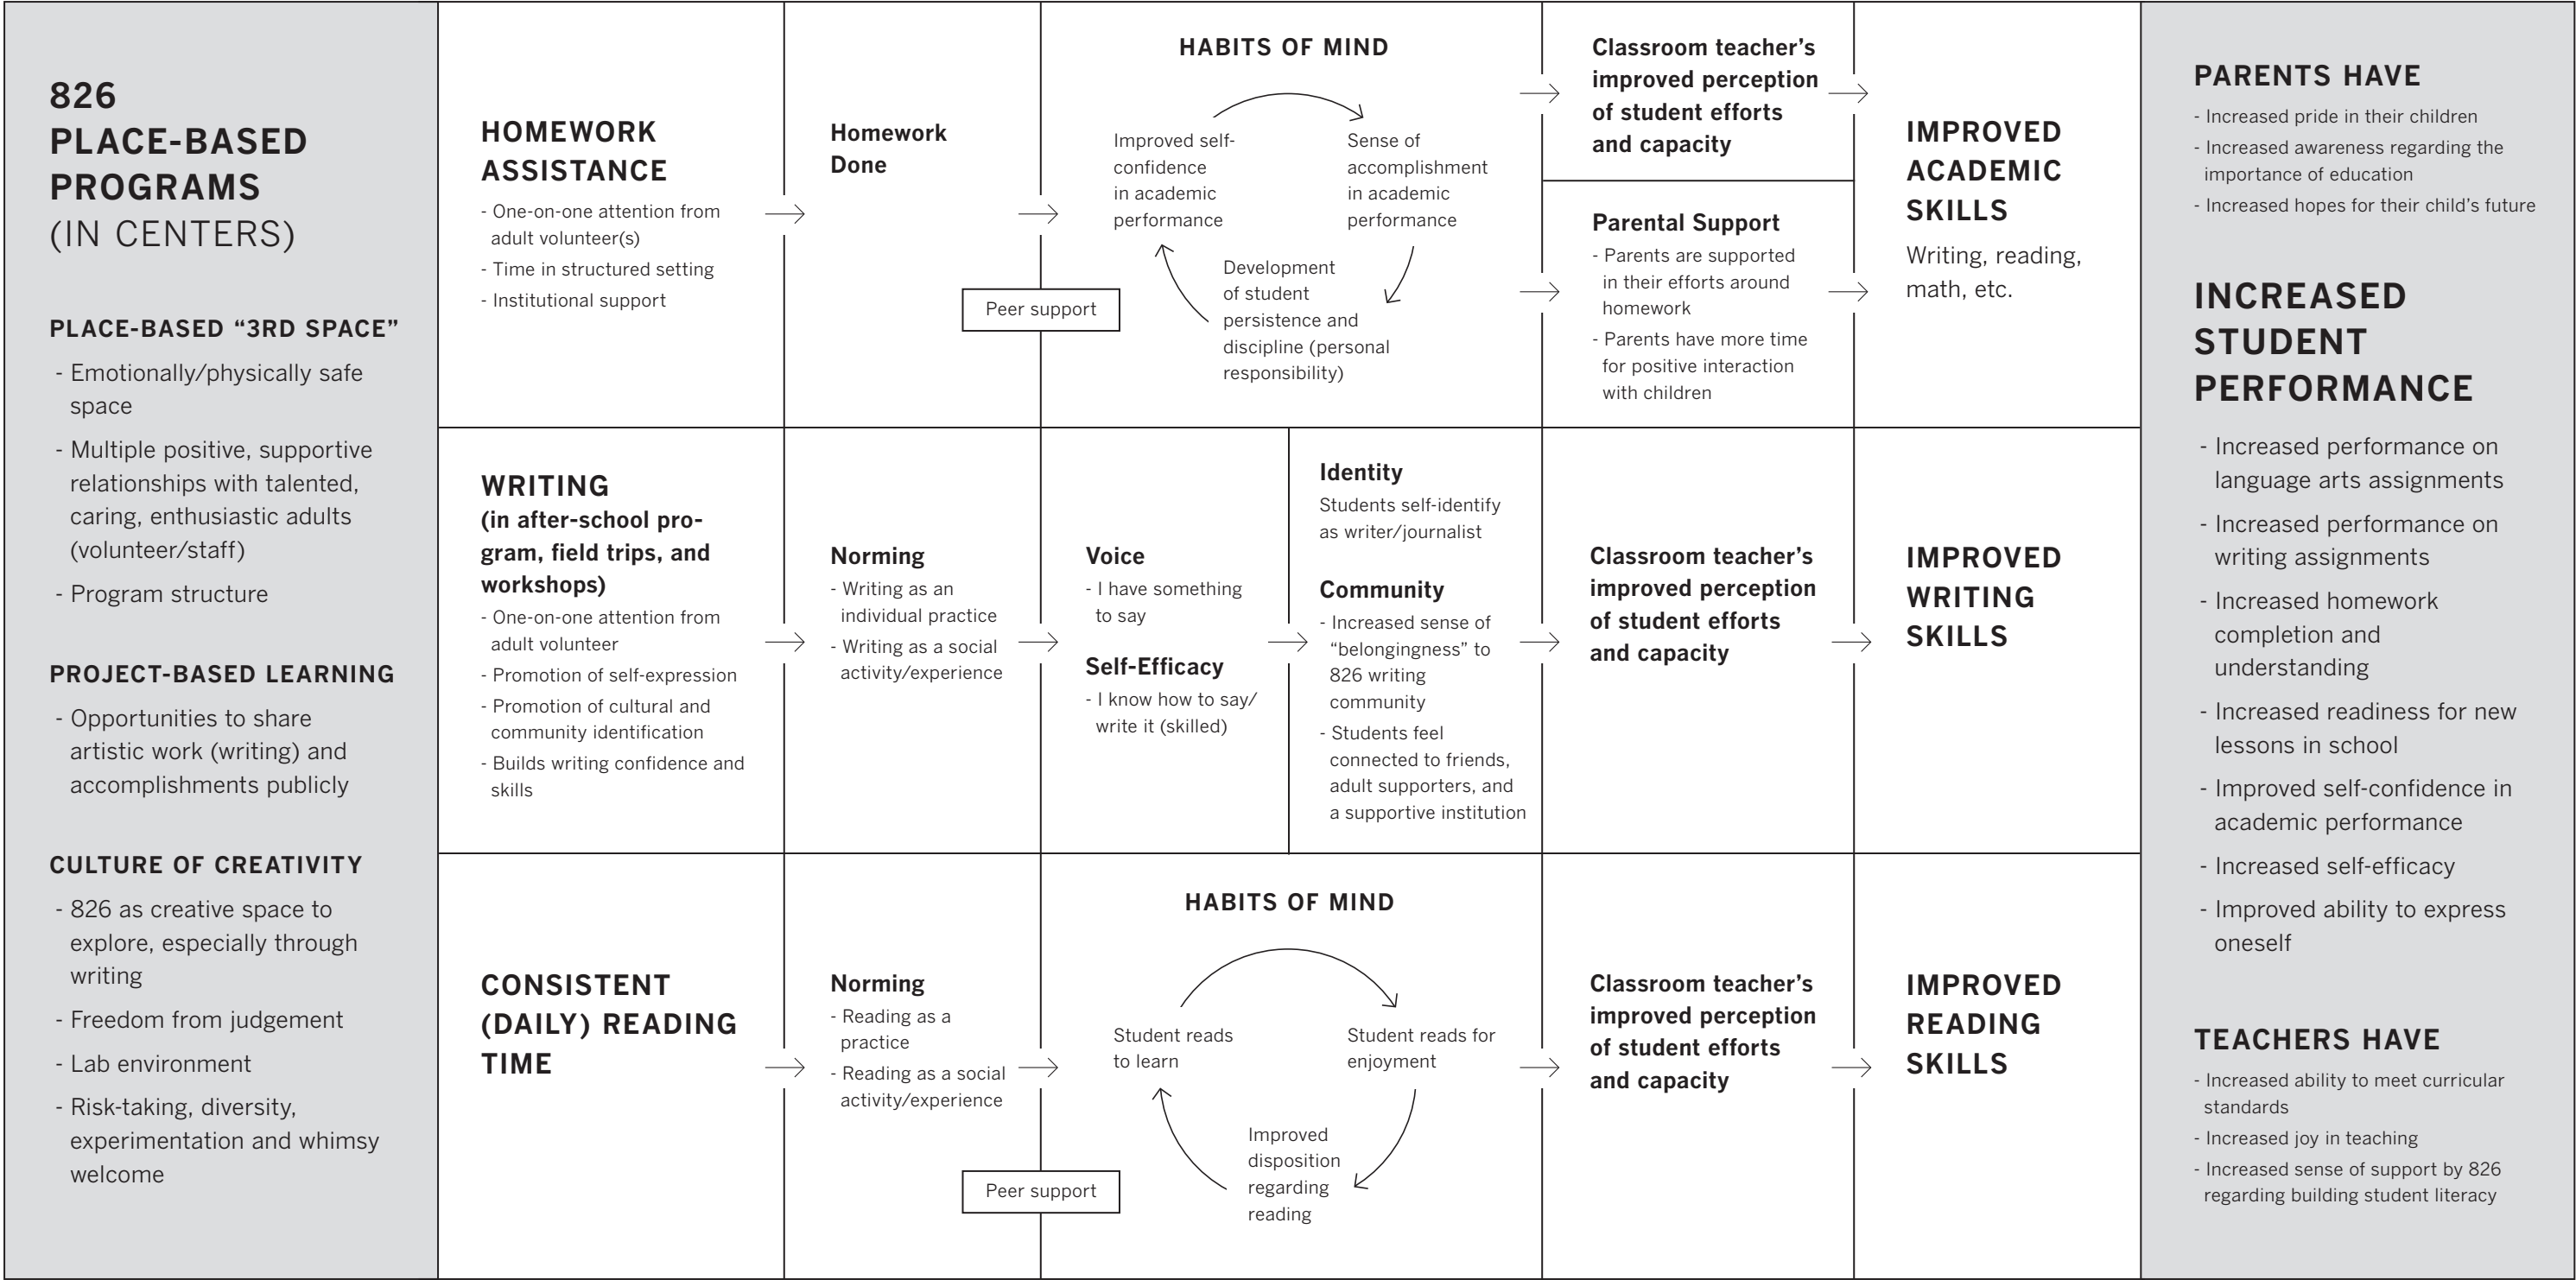 826
PLACE-BASED
PROGRAMS
(IN CENTERS)
PLACE-BASED “3RD SPACE”
- Emotionally/physically safe
space
- Multiple positive, supportive
relationships with talented,
caring, enthusiastic adults
(volunteer/staff)
- Program structure
PROJECT-BASED LEARNING
- Opportunities to share
artistic work (writing) and
accomplishments publicly
CULTURE OF CREATIVITY
- 826 as creative space to
explore, especially through
writing
- Freedom from judgement
- Lab environment
- Risk-taking, diversity,
experimentation and whimsy
welcome
HOMEWORK
ASSISTANCE
- One-on-one attention from
adult volunteer(s)
- Time in structured setting
- Institutional support
Homework
Done
Peer support
HABITS OF MIND
Improved self-
confidence
in academic
performance
Sense of
accomplishment
in academic
performance
Development
of student
persistence and
discipline (personal
responsibility)
Classroom teacher’s
improved perception
of student efforts
and capacity
Parental Support
- Parents are supported
in their efforts around
homework
- Parents have more time
for positive interaction
with children
IMPROVED
ACADEMIC
SKILLS
Writing, reading,
math, etc.
WRITING
(in after-school pro-
gram, field trips, and
workshops)
- One-on-one attention from
adult volunteer
- Promotion of self-expression
- Promotion of cultural and
community identification
- Builds writing confidence and
skills
Norming
- Writing as an
individual practice
- Writing as a social
activity/experience
Voice
- I have something
to say
Self-Efficacy
- I know how to say/
write it (skilled)
Identity
Students self-identify
as writer/journalist
Community
- Increased sense of
“belongingness” to
826 writing
community
- Students feel
connected to friends,
adult supporters, and
a supportive institution
Classroom teacher’s
improved perception
of student efforts
and capacity
IMPROVED
WRITING
SKILLS
CONSISTENT
(DAILY) READING
TIME
Norming
- Reading as a
practice
- Reading as a social
activity/experience
Peer support
HABITS OF MIND
Student reads
to learn
Student reads for
enjoyment
Improved
disposition
regarding
reading
Classroom teacher’s
improved perception
of student efforts
and capacity
IMPROVED
READING
SKILLS
PARENTS HAVE
- Increased pride in their children
- Increased awareness regarding the
importance of education
- Increased hopes for their child’s future
INCREASED
STUDENT
PERFORMANCE
- Increased performance on
language arts assignments
- Increased performance on
writing assignments
- Increased homework
completion and
understanding
- Increased readiness for new
lessons in school
- Improved self-confidence in
academic performance
- Increased self-efficacy
- Improved ability to express
oneself
TEACHERS HAVE
- Increased ability to meet curricular
standards
- Increased joy in teaching
- Increased sense of support by 826
regarding building student literacy